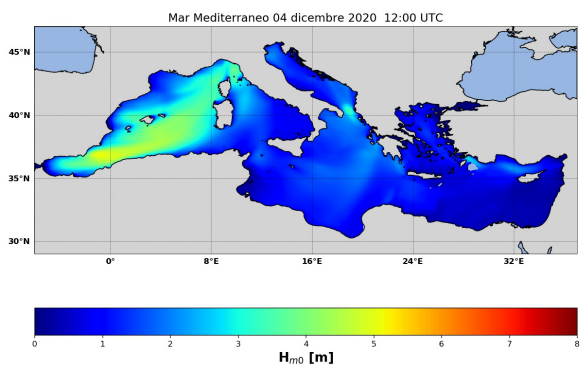 Mar Mediterraneo 04 dicembre 2020 12:00 UTC
45°N
40°N
35°N
30°N
0° 8°E 16°E 24°E 32°E
0 1 2 3 4 5 6 7 8
Hm0 [m]